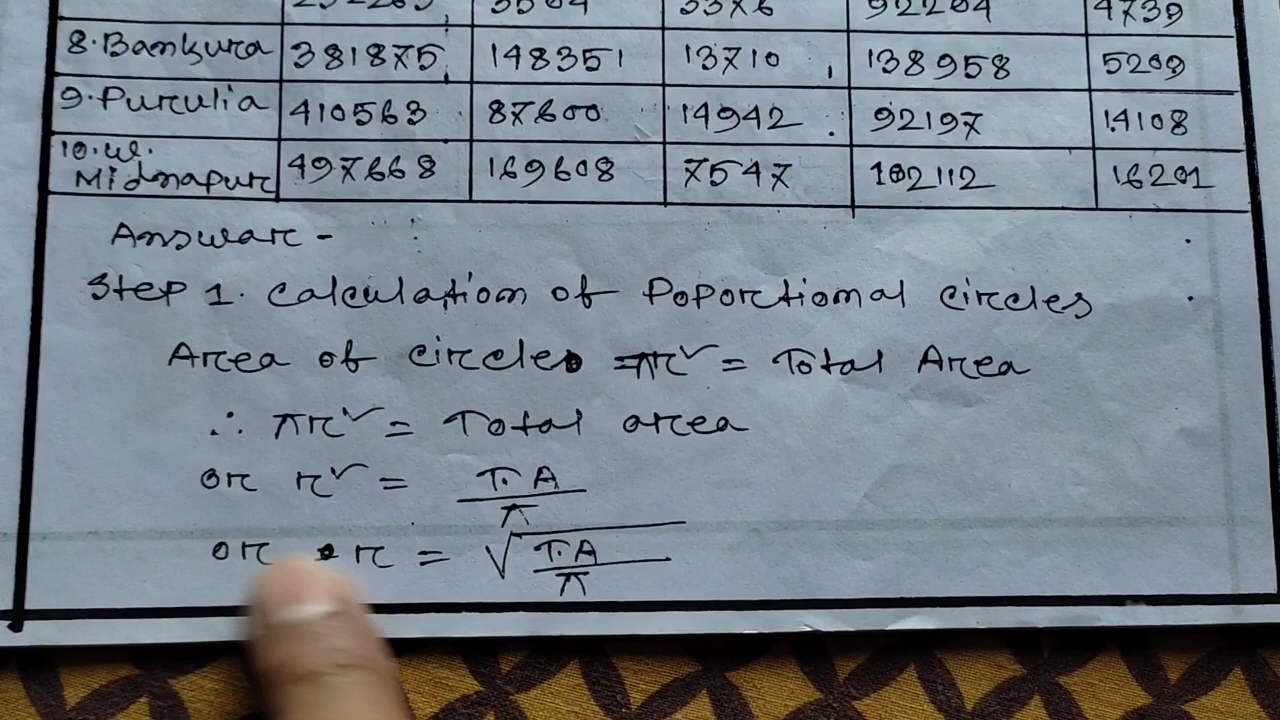 8. Bankura 381875 148351 13710 138958 5209
9. Purulia 410563 87600 14942 92197 14108
10. W. Midnapur 497668 169608 7547 102112 16201
Answar -
Step 1. Calculation of Poportional circles
Area of circles = πr² = Total Area
∴ πr² = Total area
or r² = T.A / π
or r = √T.A / π